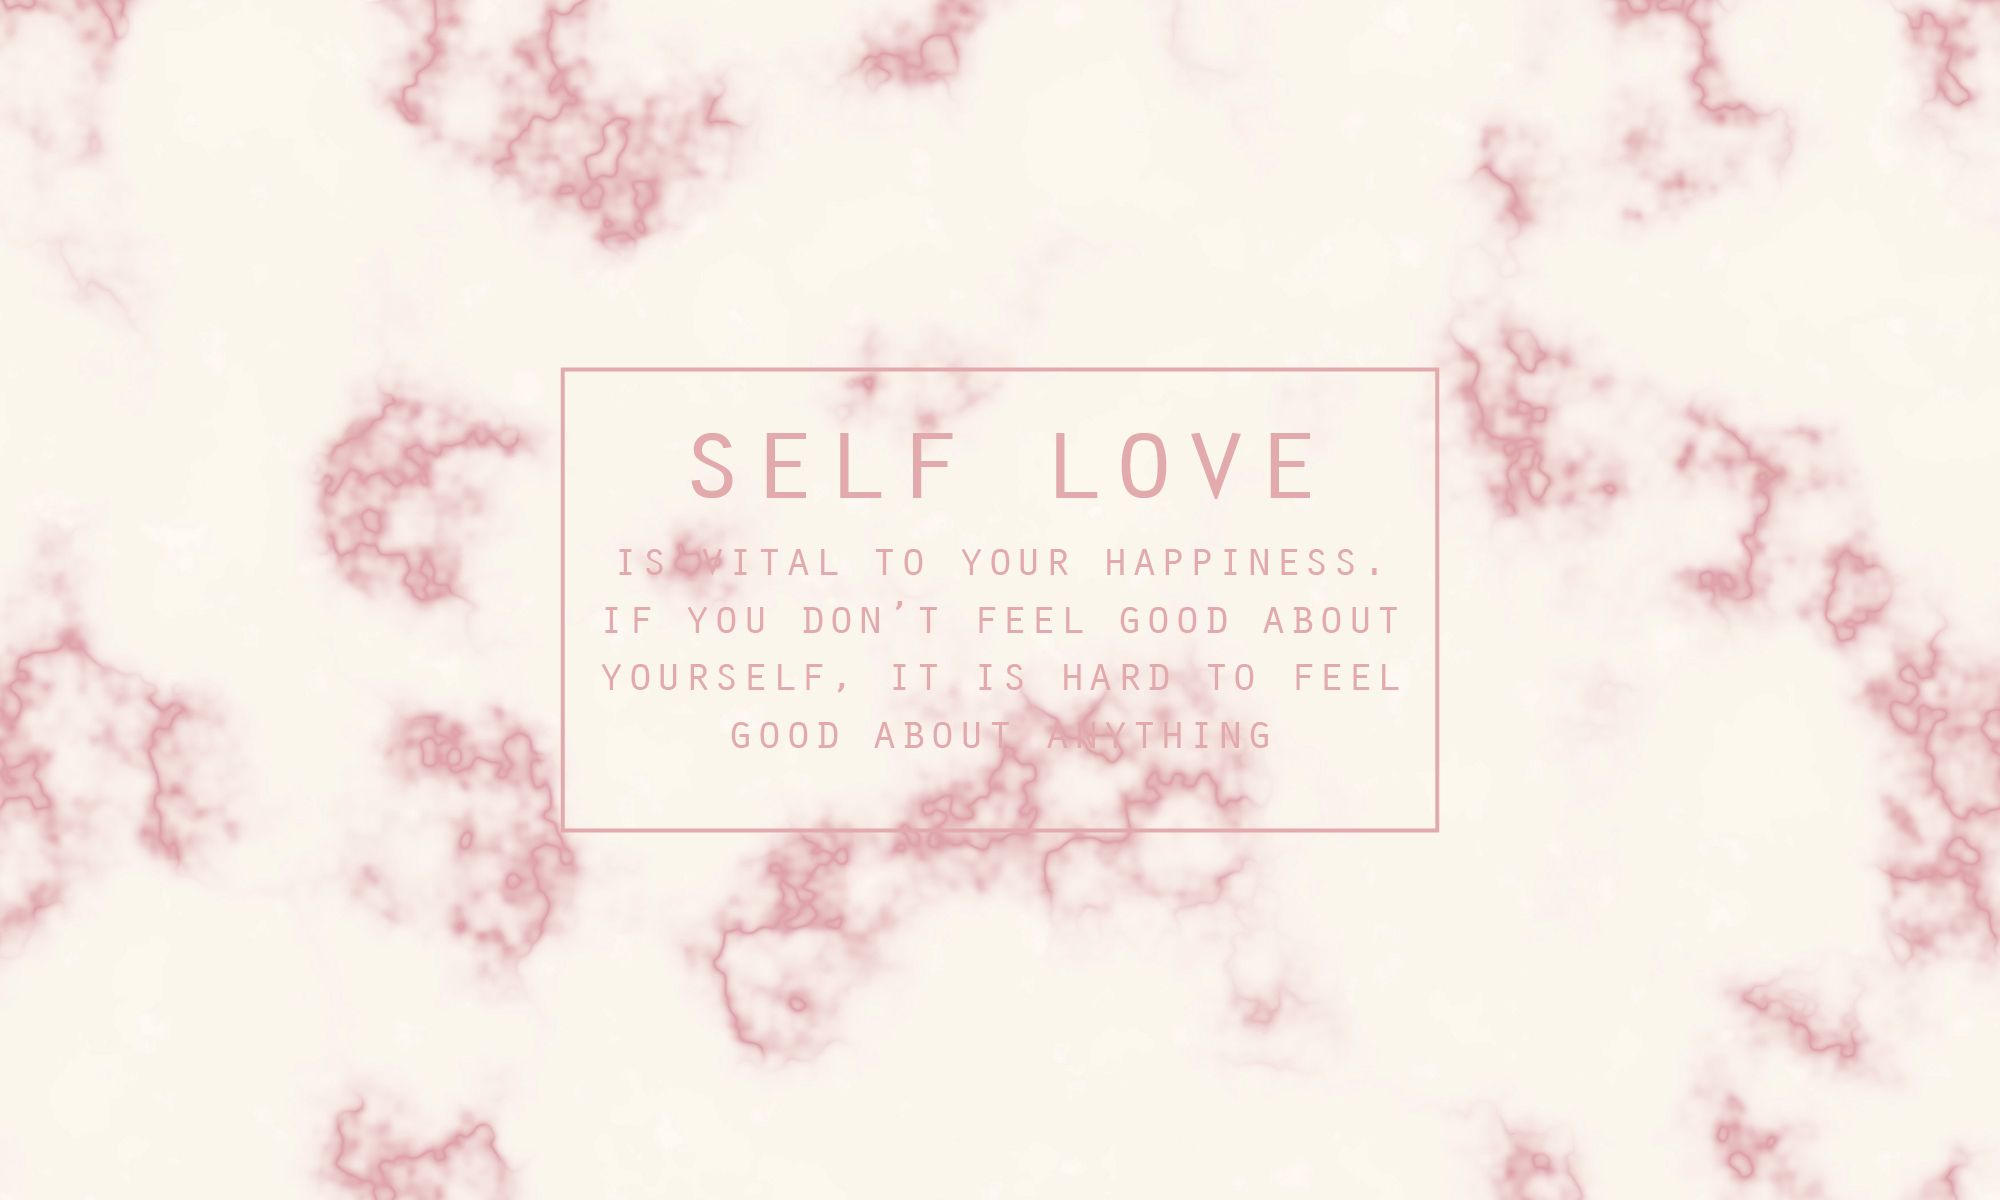 SELF LOVE
IS VITAL TO YOUR HAPPINESS.
IF YOU DON’T FEEL GOOD ABOUT
YOURSELF, IT IS HARD TO FEEL
GOOD ABOUT ANYTHING